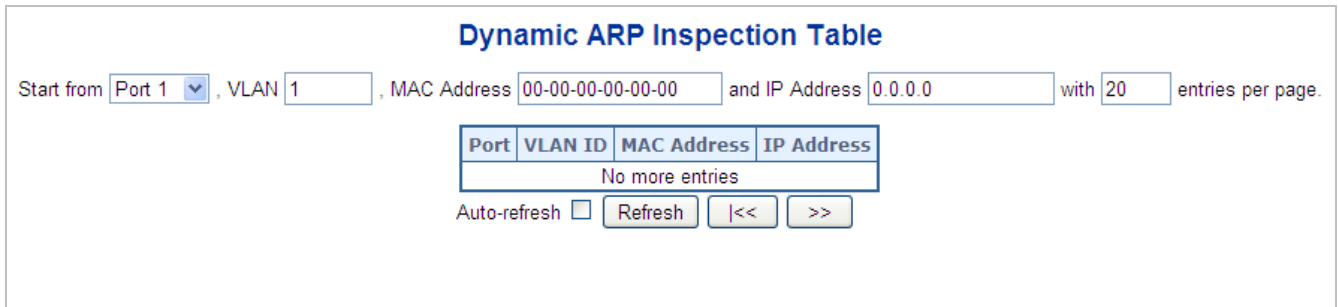 Dynamic ARP Inspection Table
Start from Port 1 , VLAN 1 , MAC Address 00-00-00-00-00-00 and IP Address 0.0.0.0 with 20 entries per page.
Port VLAN ID MAC Address IP Address
No more entries
Auto-refresh Refresh |<< >>